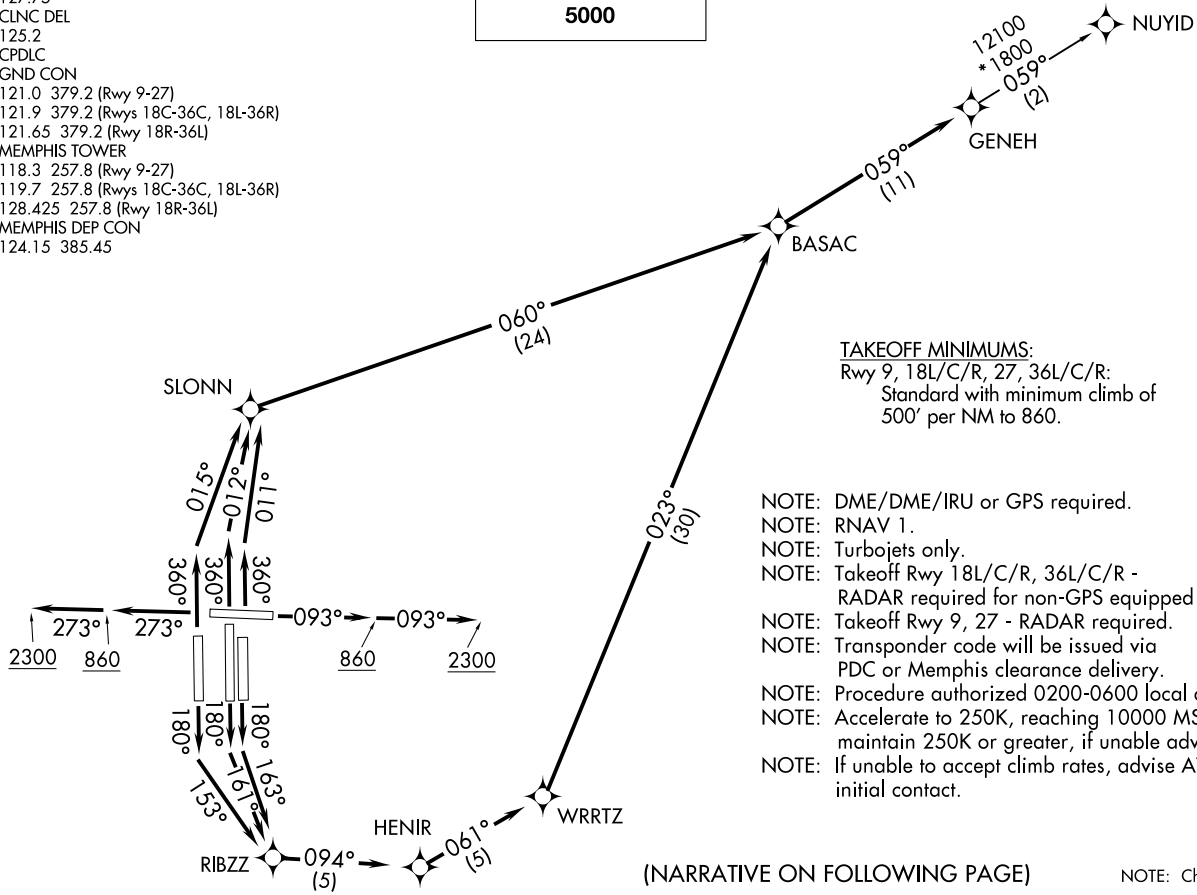 CLNC DEL
125.2
CPDLC
GND CON
121.0 379.2 (Rwy 9-27)
121.9 379.2 (Rwys 18C-36C, 18L-36R)
121.65 379.2 (Rwy 18R-36L)
MEMPHIS TOWER
118.3 257.8 (Rwy 9-27)
119.7 257.8 (Rwys 18C-36C, 18L-36R)
128.425 257.8 (Rwy 18R-36L)
MEMPHIS DEP CON
124.15 385.45
5000
NUYID
12100
*1800
059°
(2)
GENEH
059°
(11)
BASAC
060°
(24)
SLONN
TAKEOFF MINIMUMS:
Rwy 9, 18L/C/R, 27, 36L/C/R:
Standard with minimum climb of
500' per NM to 860.
015°
012°
011°
023°
(30)
360°
360°
360°
273°
273°
093°
093°
2300
860
860
2300
180°
180°
180°
153°
161°
163°
NOTE: DME/DME/IRU or GPS required.
NOTE: RNAV 1.
NOTE: Turbojets only.
NOTE: Takeoff Rwy 18L/C/R, 36L/C/R -
RADAR required for non-GPS equipped
NOTE: Takeoff Rwy 9, 27 - RADAR required.
NOTE: Transponder code will be issued via
PDC or Memphis clearance delivery.
NOTE: Procedure authorized 0200-0600 local
NOTE: Accelerate to 250K, reaching 10000
maintain 250K or greater, if unable
NOTE: If unable to accept climb rates, advise
initial contact.
WRRTZ
HENIR
061°
(5)
RIBZZ
094°
(5)
(NARRATIVE ON FOLLOWING PAGE)
NOTE: